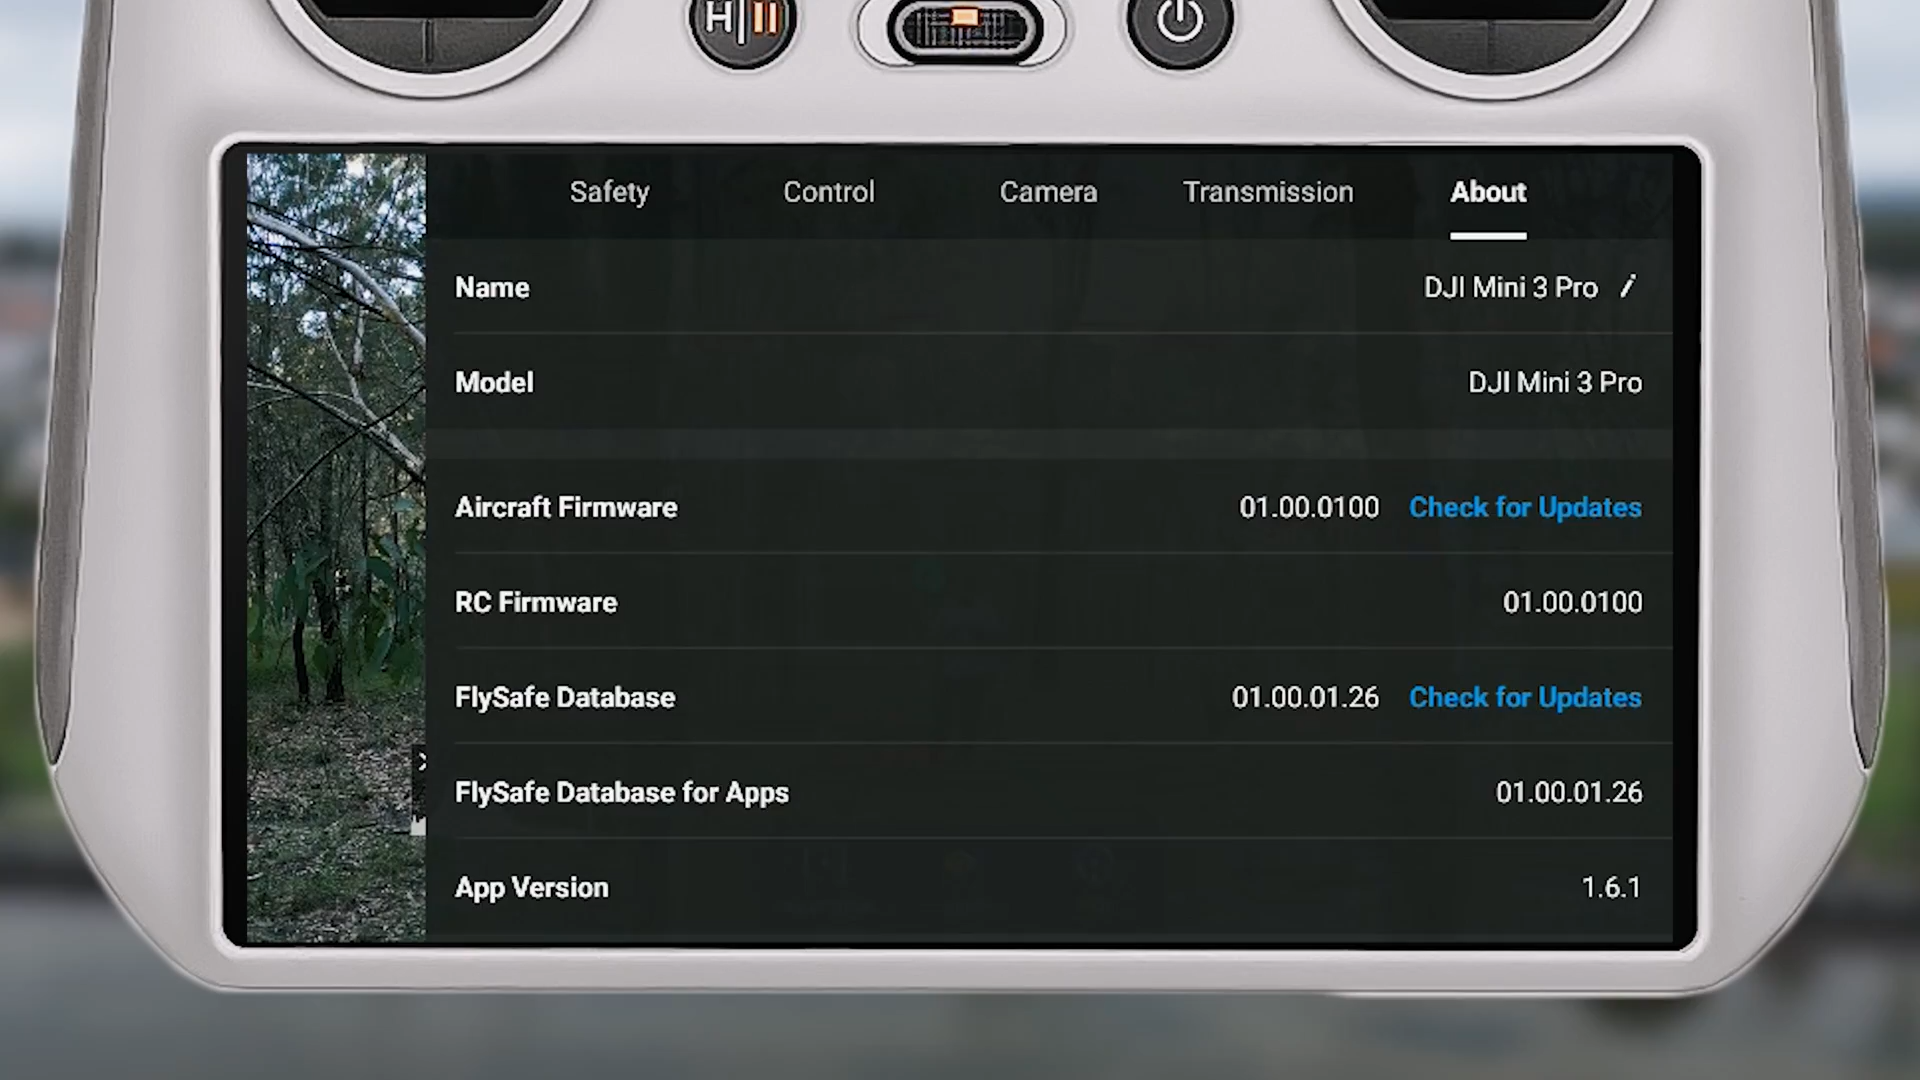 H
Safety Control Camera Transmission About
Name DJI Mini 3 Pro
Model DJI Mini 3 Pro
Aircraft Firmware 01.00.0100 Check for Updates
RC Firmware 01.00.0100
FlySafe Database 01.00.01.26 Check for Updates
FlySafe Database for Apps 01.00.01.26
App Version 1.6.1